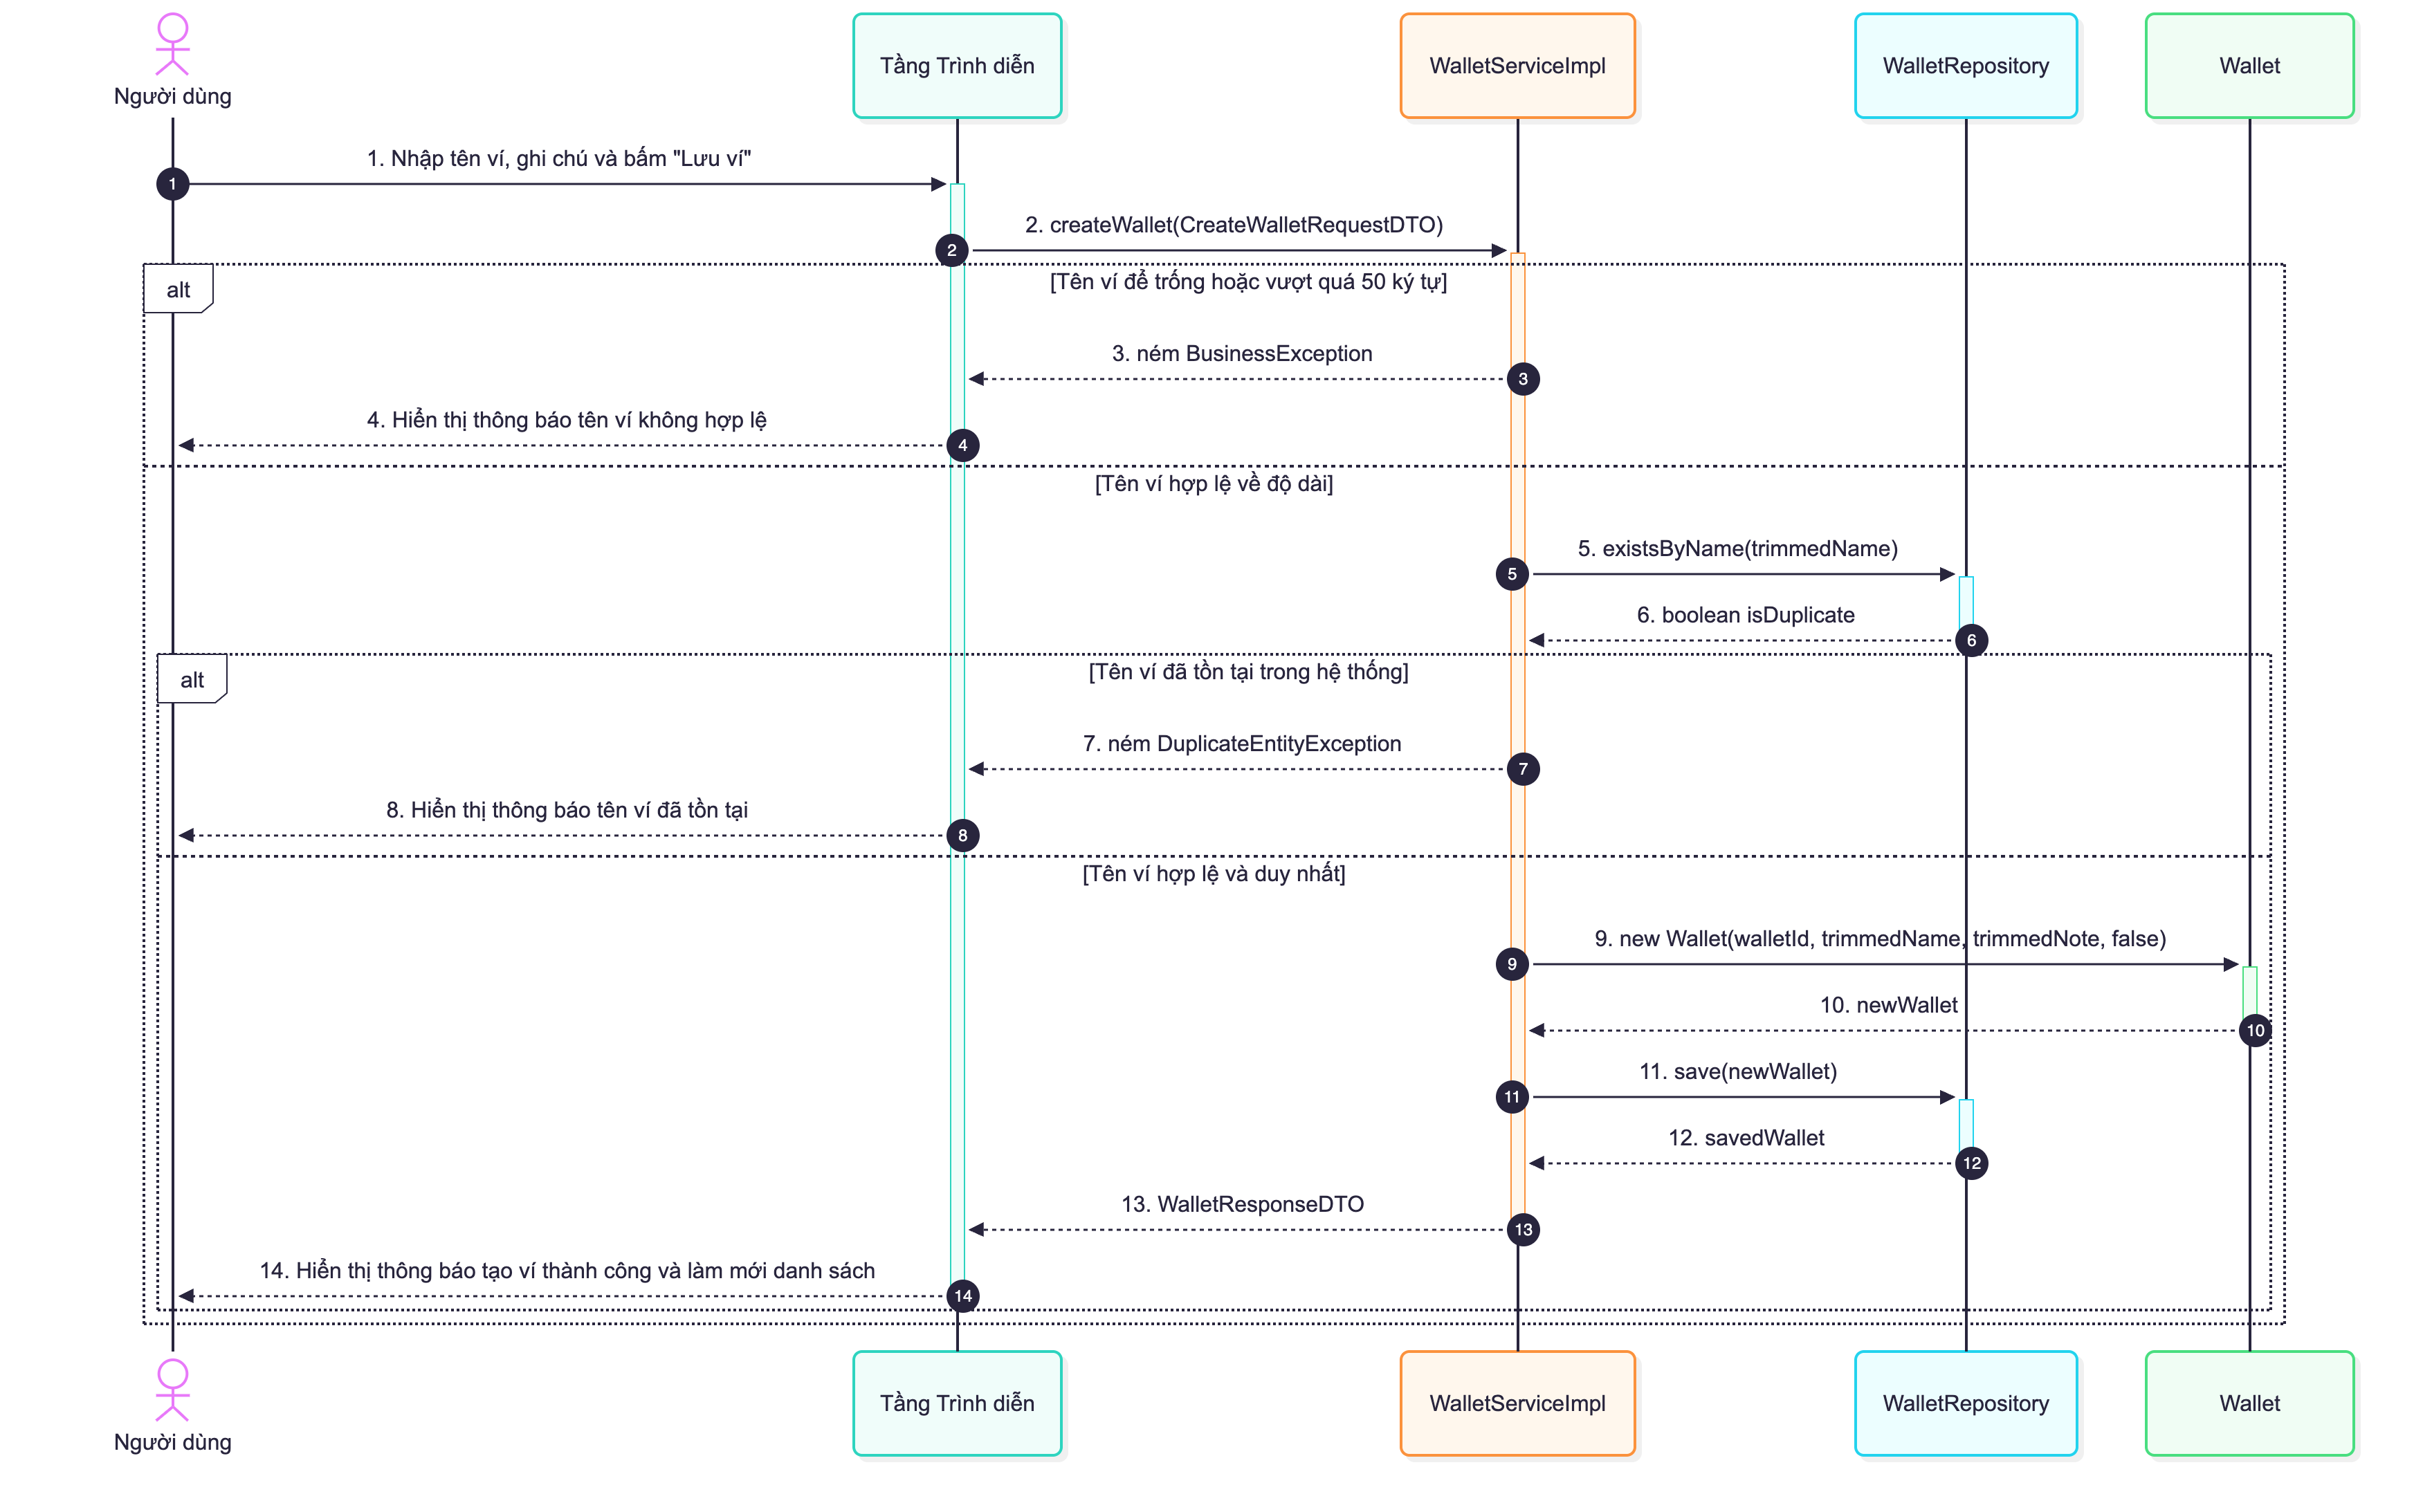 Người dùng
Tầng Trình diễn
WalletServiceImpl
WalletRepository
Wallet
1. Nhập tên ví, ghi chú và bấm "Lưu ví"
1
2. createWallet(CreateWalletRequestDTO)
2
alt
[Tên ví để trống hoặc vượt quá 50 ký tự]
3. ném BusinessException
3
4. Hiển thị thông báo tên ví không hợp lệ
4
[Tên ví hợp lệ về độ dài]
5. existsByName(trimmedName)
5
6. boolean isDuplicate
6
alt
[Tên ví đã tồn tại trong hệ thống]
7. ném DuplicateEntityException
7
8. Hiển thị thông báo tên ví đã tồn tại
8
[Tên ví hợp lệ và duy nhất]
9. new Wallet(walletId, trimmedName, trimmedNote, false)
9
10. newWallet
10
11. save(newWallet)
11
12. savedWallet
12
13. WalletResponseDTO
13
14. Hiển thị thông báo tạo ví thành công và làm mới danh sách
14
Người dùng
Tầng Trình diễn
WalletServiceImpl
WalletRepository
Wallet